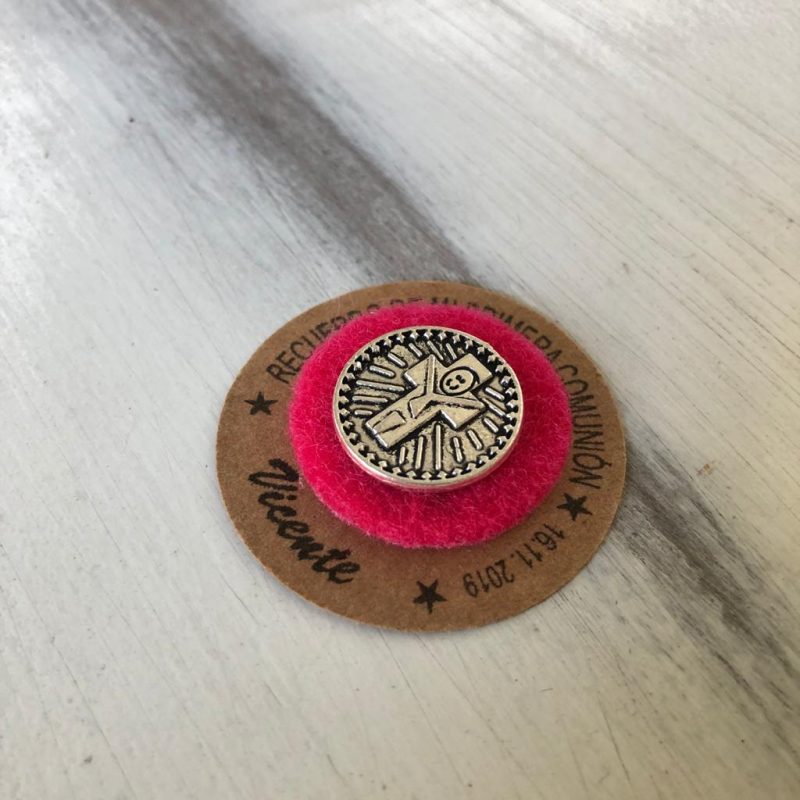 RECUERDO DE MI PRIMERA COMUNIÓN
16.11.2019
Vicente